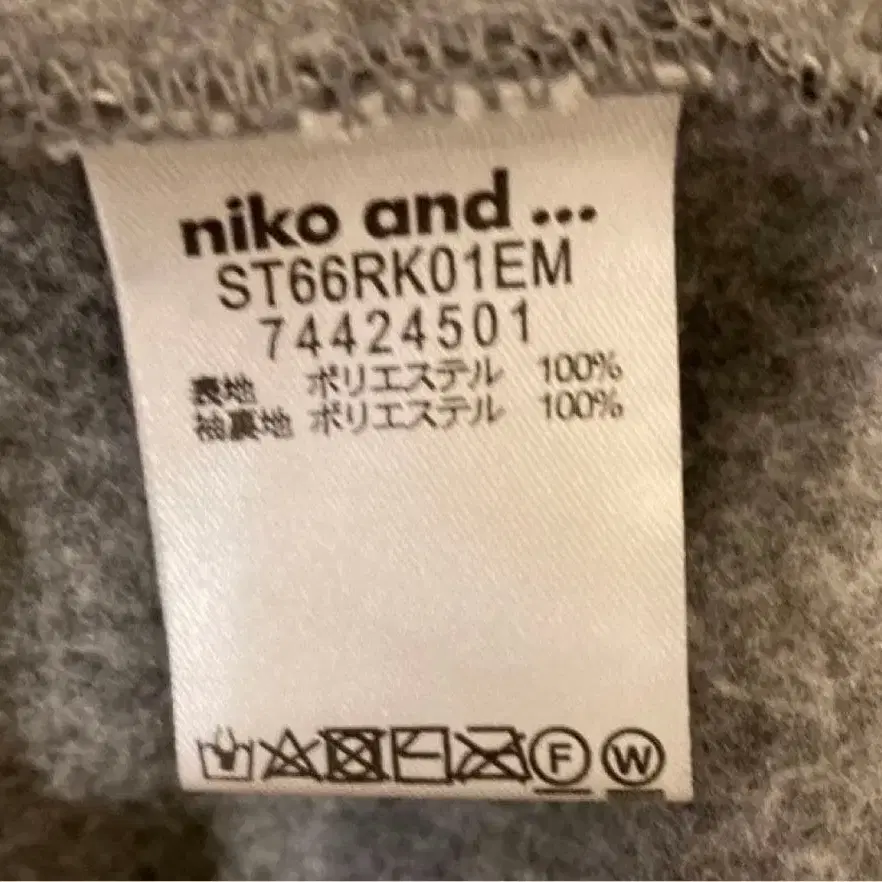 niko and ...
ST66RK01EM
74424501
表地 ポリエステル 100%
袖裏地 ポリエステル 100%
F W